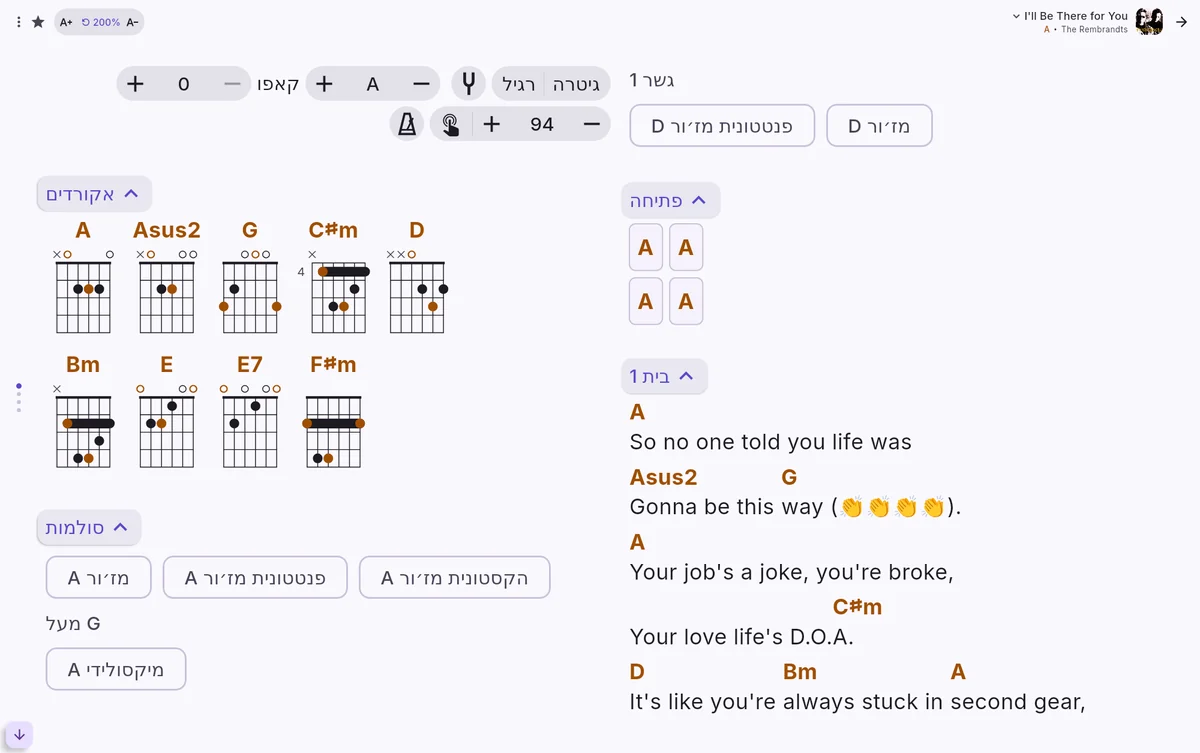 A+ 200% A-
I'll Be There for You
A • The Rembrandts
גיטרה רגיל
A
קאפו 0
94
אקורדים
A Asus2 G C#m D
4
Bm E E7 F#m
סולמות
A מז׳ור
A פנטטונית מז׳ור
A הקסטונית מז׳ור
מעל G
A מיקסולידי
גשר 1
D פנטטונית מז׳ור
D מז׳ור
פתיחה
A A
A A
בית 1
A
So no one told you life was
Asus2 G
Gonna be this way (👏👏👏👏).
A
Your job's a joke, you're broke,
C#m
Your love life's D.O.A.
D Bm A
It's like you're always stuck in second gear,